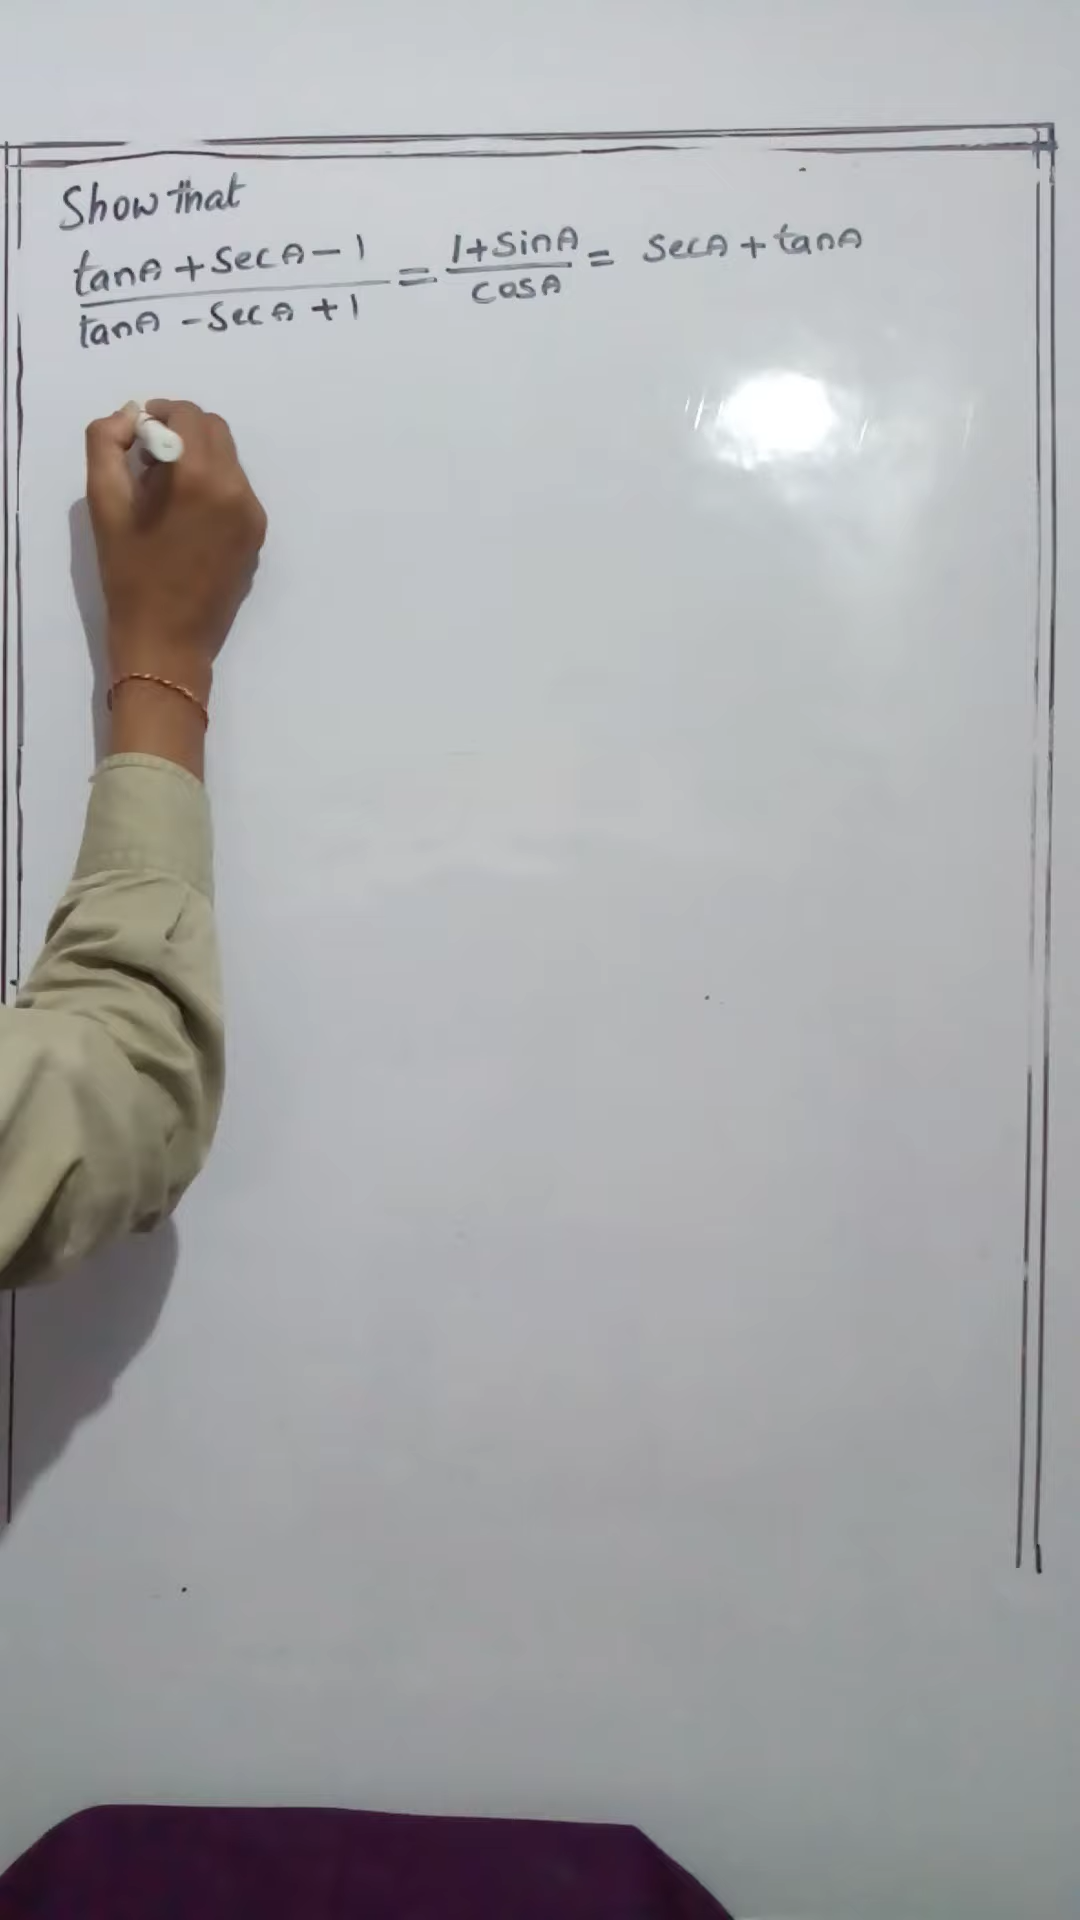 Show that
tanA + SecA - 1 / tanA - SecA + 1 = 1 + SinA / cosA = SecA + tanA